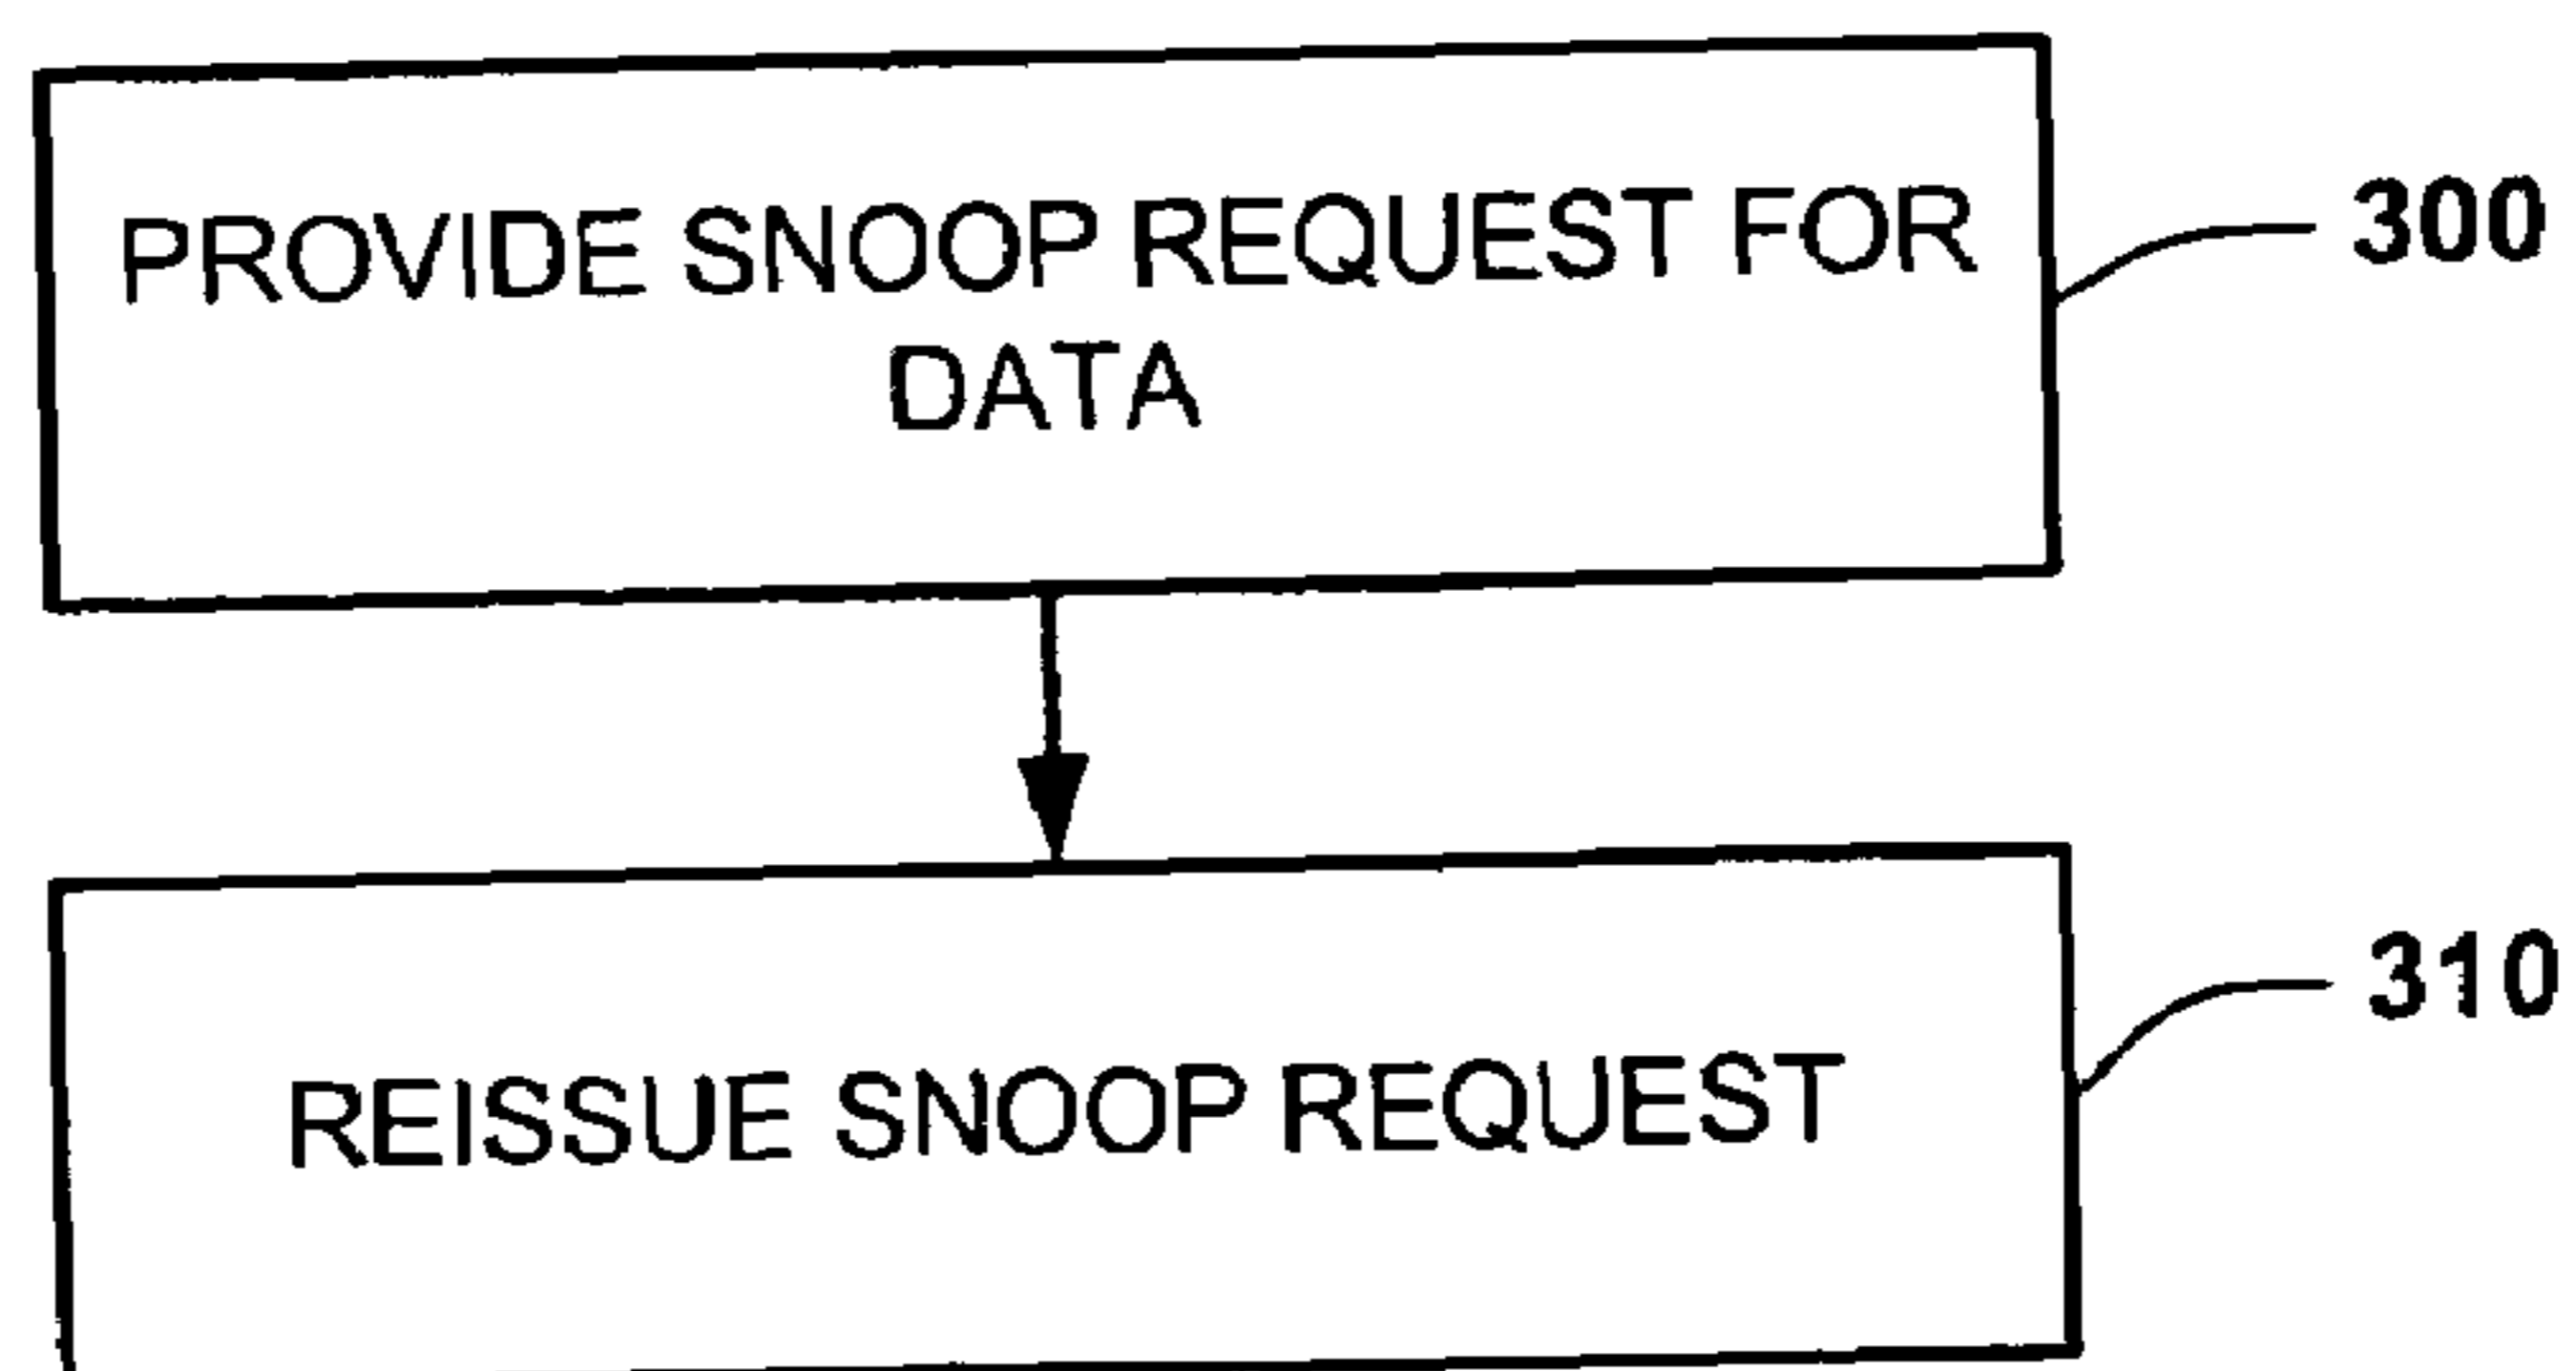 PROVIDE SNOOP REQUEST FOR
DATA
300
REISSUE SNOOP REQUEST
310